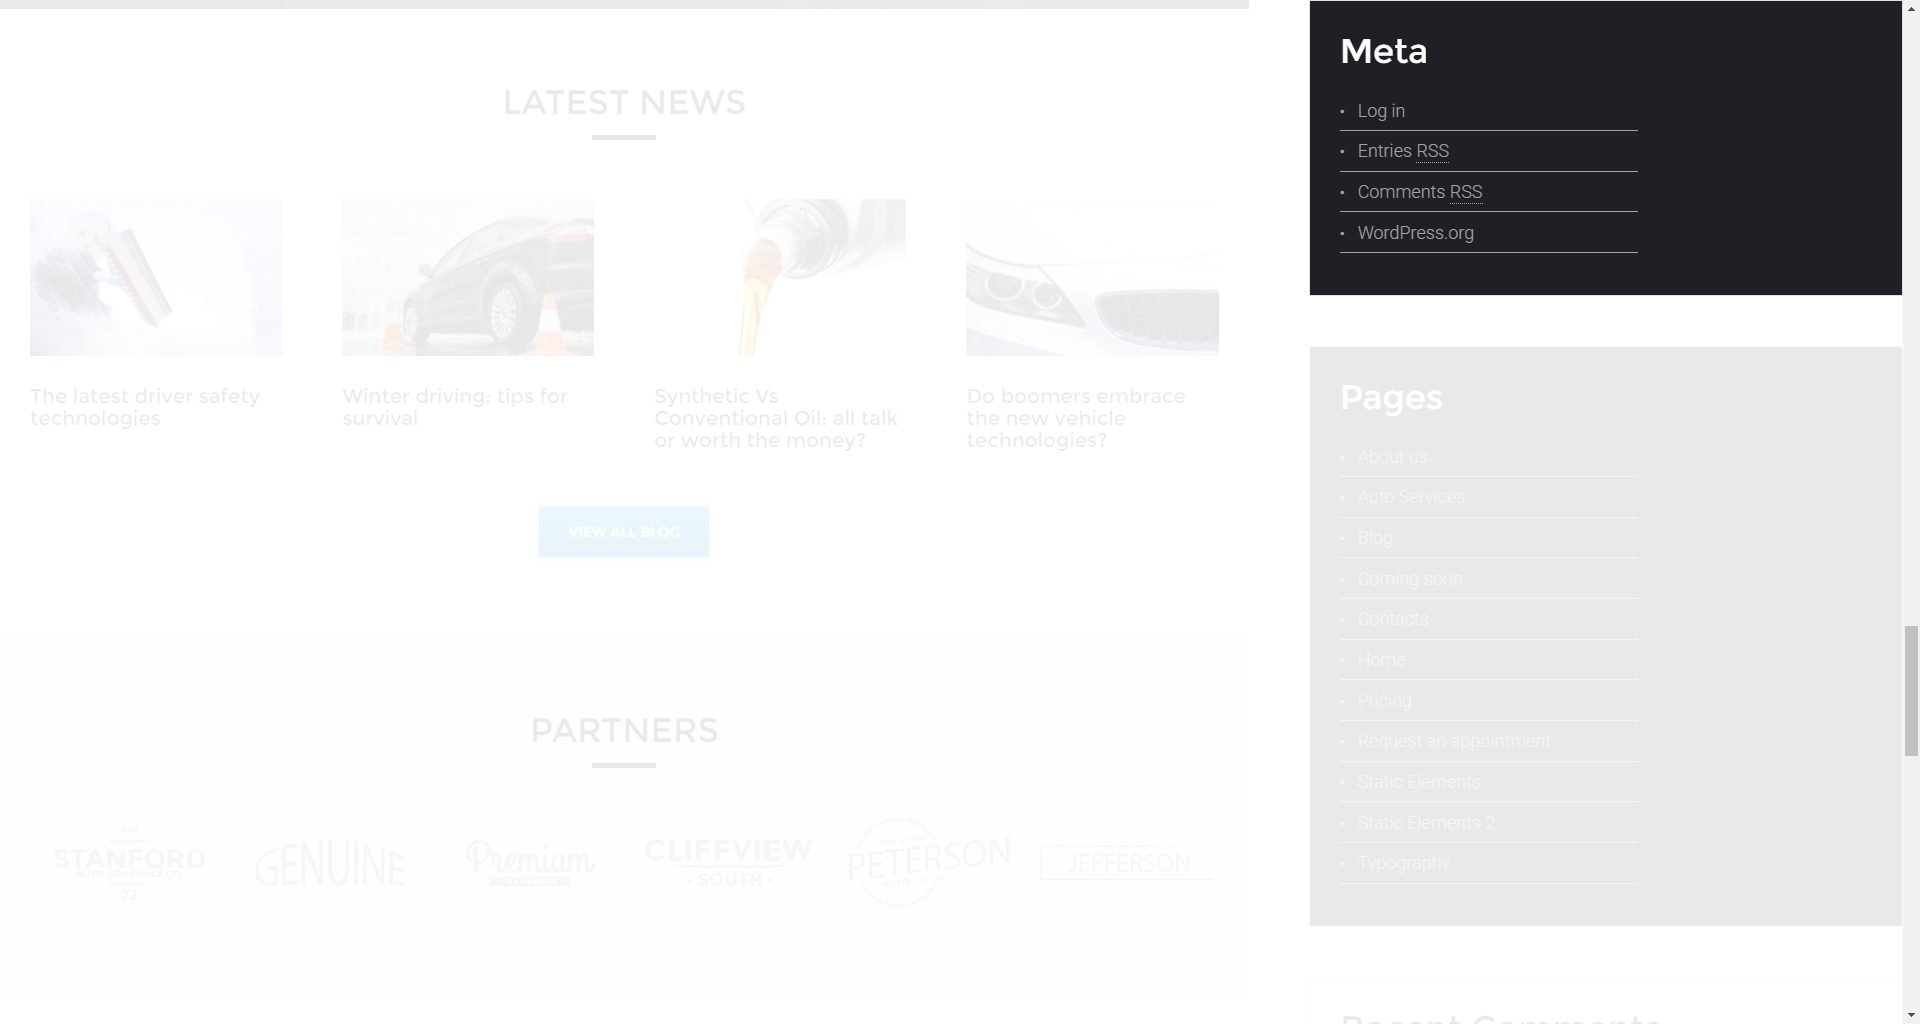 LATEST NEWS
The latest driver safety
technologies
Winter driving: tips for
survival
Synthetic Vs
Conventional Oil: all talk
or worth the money?
Do boomers embrace
the new vehicle
technologies?
VIEW ALL BLOG
PARTNERS
XVI
STANFORD
AUTO GENERALS CO.
72
GENUINE
Premium
CLIFFVIEW
• SOUTH •
PETERSON
JEFFERSON
Meta
• Log in
• Entries RSS
• Comments RSS
• WordPress.org
Pages
• About us
• Auto Services
• Blog
• Coming soon
• Contacts
• Home
• Pricing
• Request an appointment
• Static Elements
• Static Elements 2
• Typography
Recent Comments